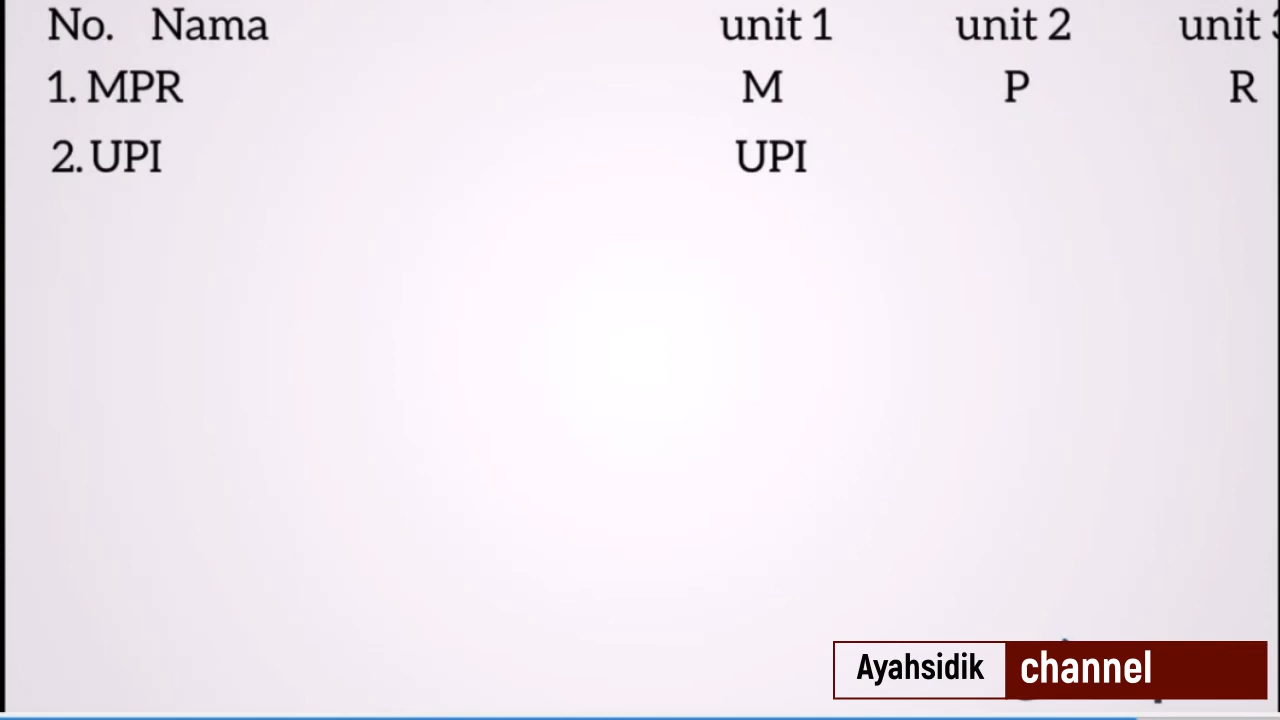 No. Nama unit 1 unit 2 unit
1. MPR M P R
2. UPI UPI
Ayahsidik channel